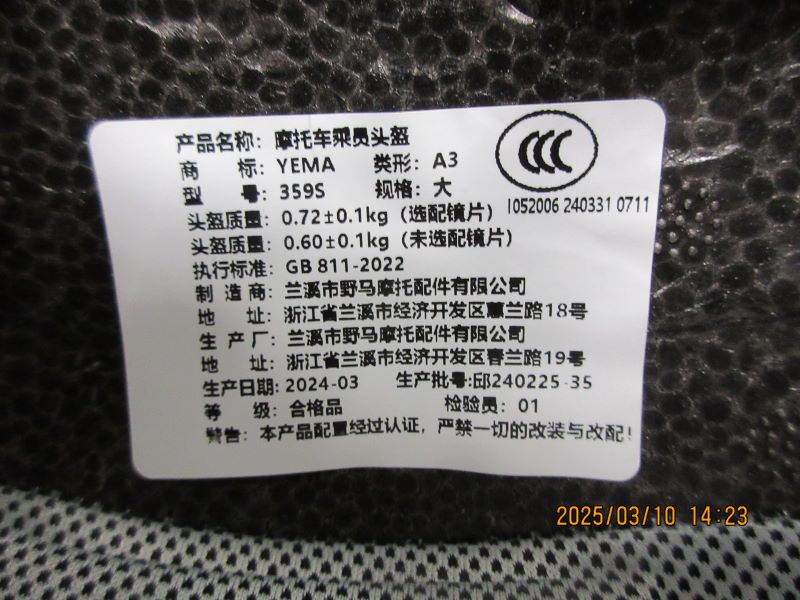 产品名称：摩托车乘员头盔
商 标：YEMA 类形：A3
型 号：359S 规格：大
CCC
1052006 240331 0711
头盔质量：0.72±0.1kg（选配镜片）
头盔质量：0.60±0.1kg（未选配镜片）
执行标准：GB 811-2022
制 造 商：兰溪市野马摩托配件有限公司
地 址：浙江省兰溪市经济开发区蕙兰路18号
生 产 厂：兰溪市野马摩托配件有限公司
地 址：浙江省兰溪市经济开发区春兰路19号
生产日期：2024-03 生产批号：邱240225-35
等 级：合格品 检验员：01
警告：本产品配置经过认证，严禁一切的改装与改配！
2025/03/10 14:23